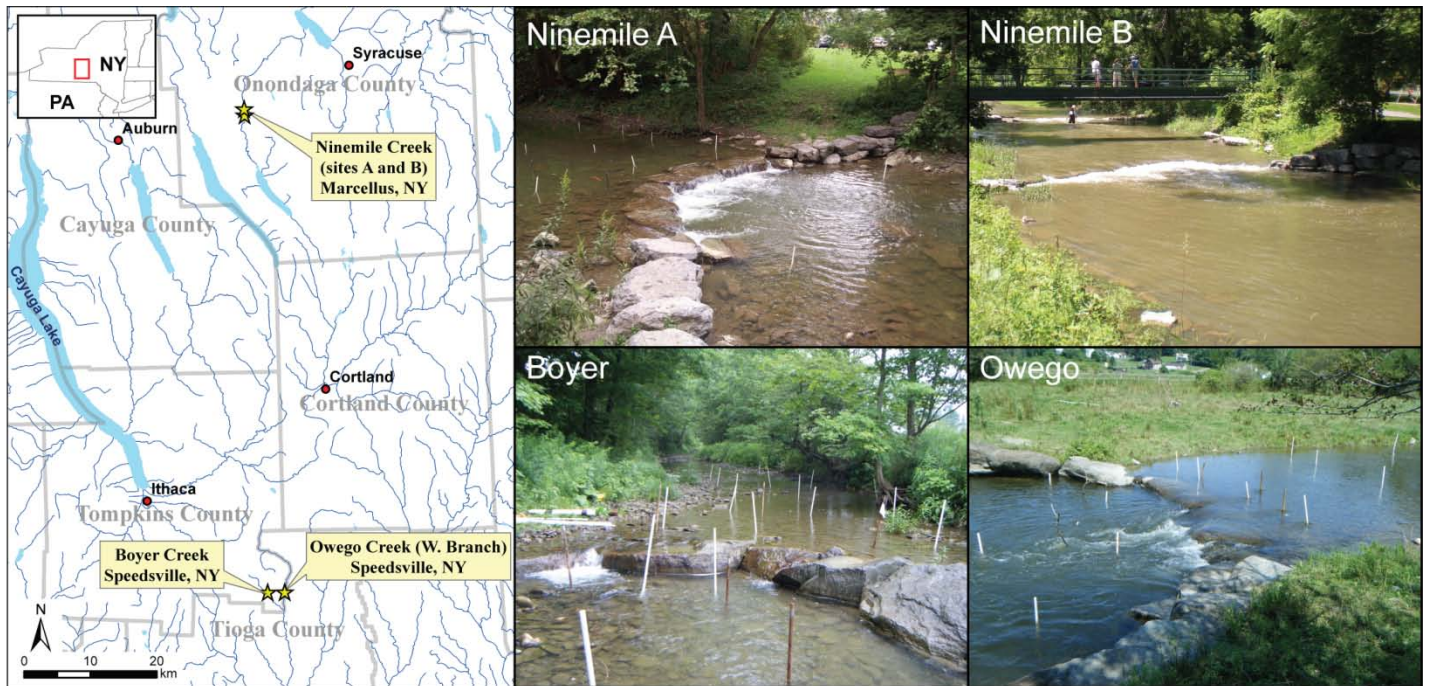 NY
PA
Syracuse
Onondaga County
Auburn
Ninemile Creek
(sites A and B)
Marcellus, NY
Cayuga County
Cayuga Lake
Cortland
Cortland County
Ithaca
Tompkins County
Boyer Creek
Speedsville, NY
Owego Creek (W. Branch)
Speedsville, NY
Tioga County
N
0 10 20
km
Ninemile A
Ninemile B
Boyer
Owego